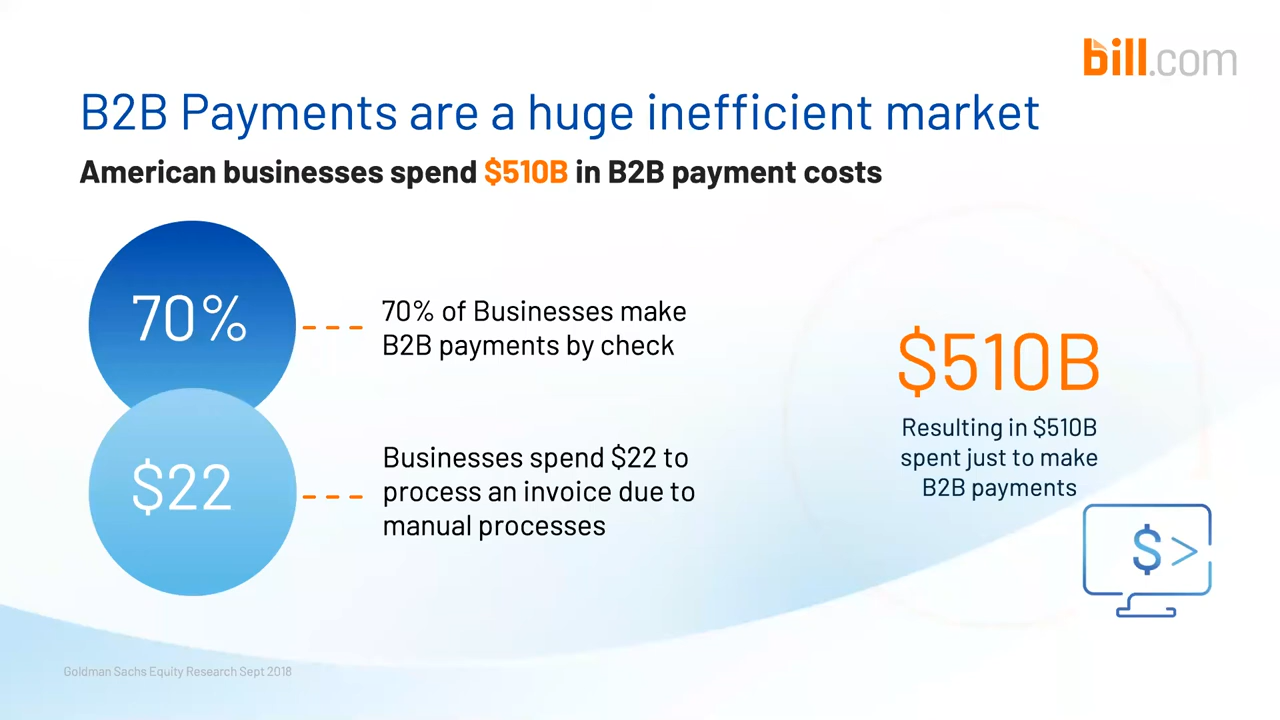 bill.com
B2B Payments are a huge inefficient market
American businesses spend $510B in B2B payment costs
70%
70% of Businesses make
B2B payments by check
$22
Businesses spend $22 to
process an invoice due to
manual processes
$510B
Resulting in $510B
spent just to make
B2B payments
$>
Goldman Sachs Equity Research Sept 2018